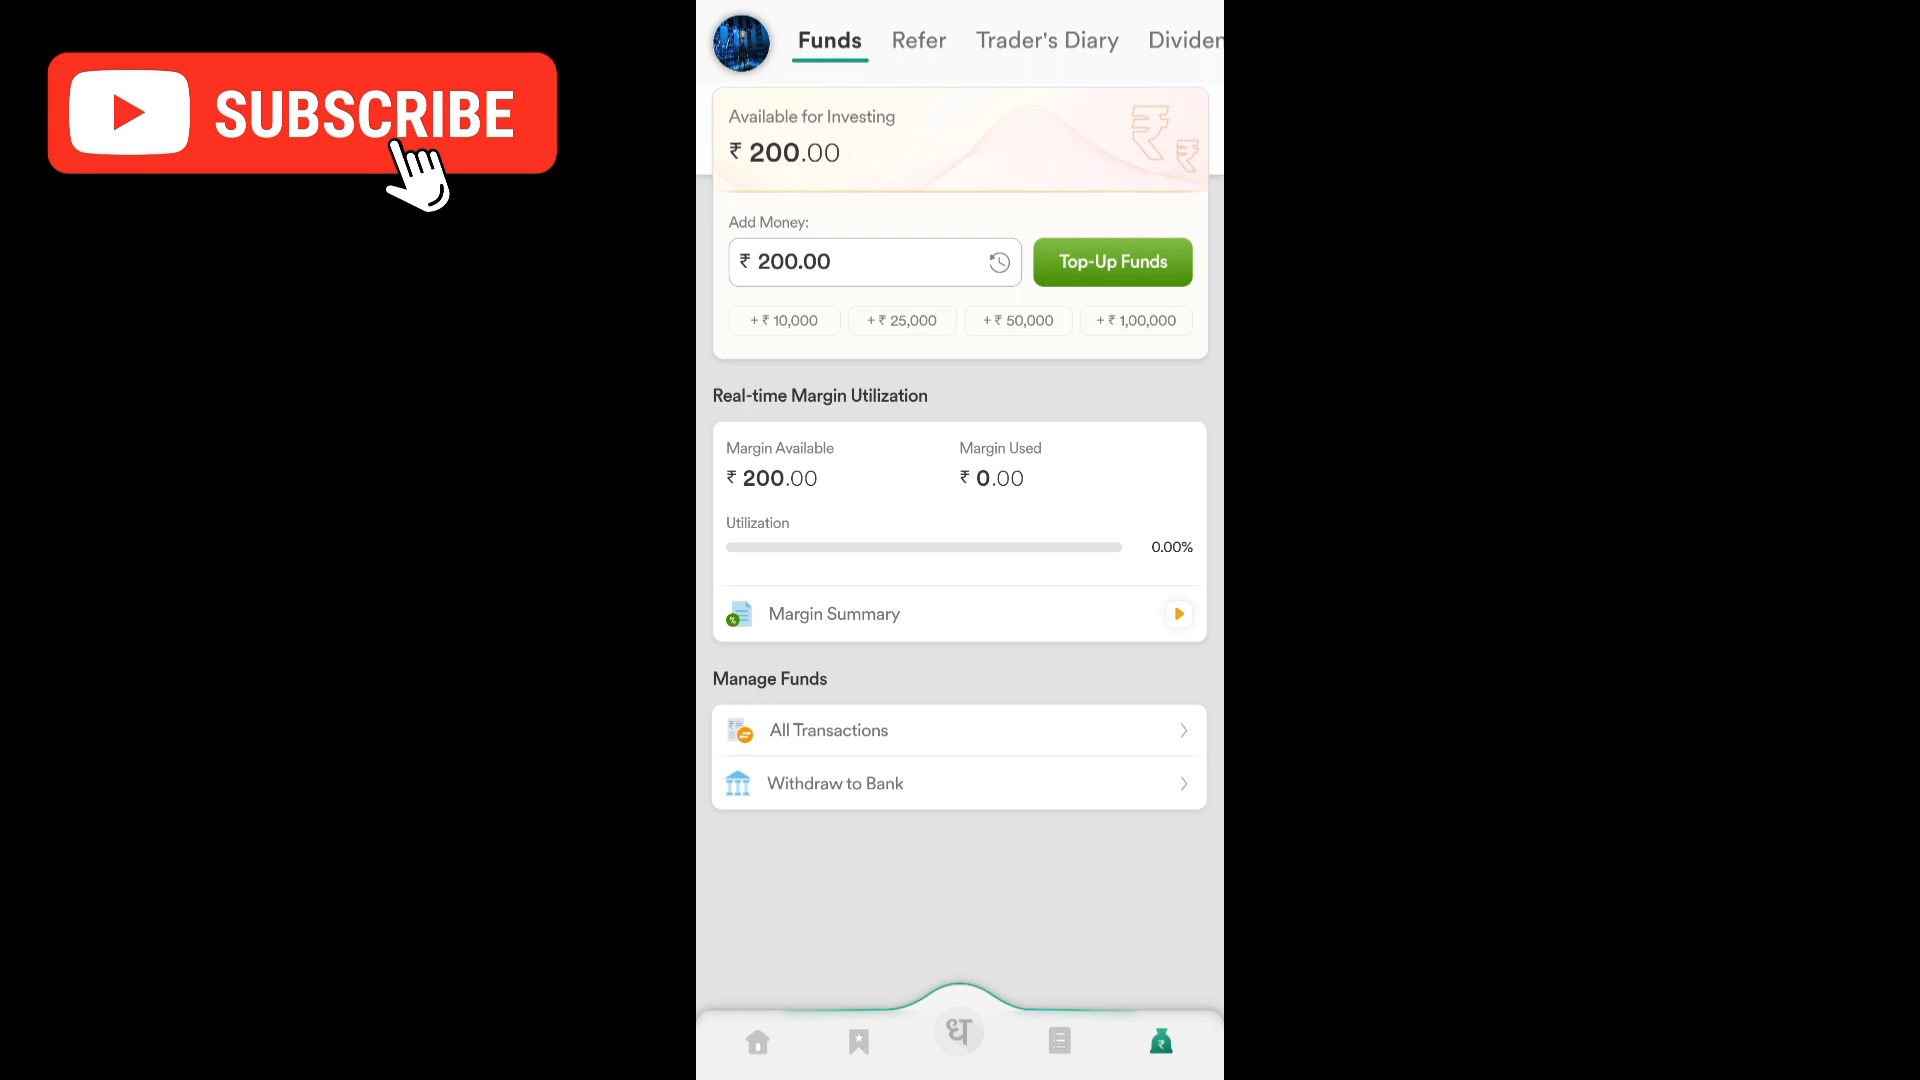 SUBSCRIBE
Funds Refer Trader's Diary Dividen
Available for Investing
₹ 200.00
Add Money:
₹ 200.00
Top-Up Funds
+ ₹ 10,000 + ₹ 25,000 + ₹ 50,000 + ₹ 1,00,000
Real-time Margin Utilization
Margin Available Margin Used
₹ 200.00 ₹ 0.00
Utilization
0.00%
Margin Summary
Manage Funds
All Transactions
Withdraw to Bank
ध